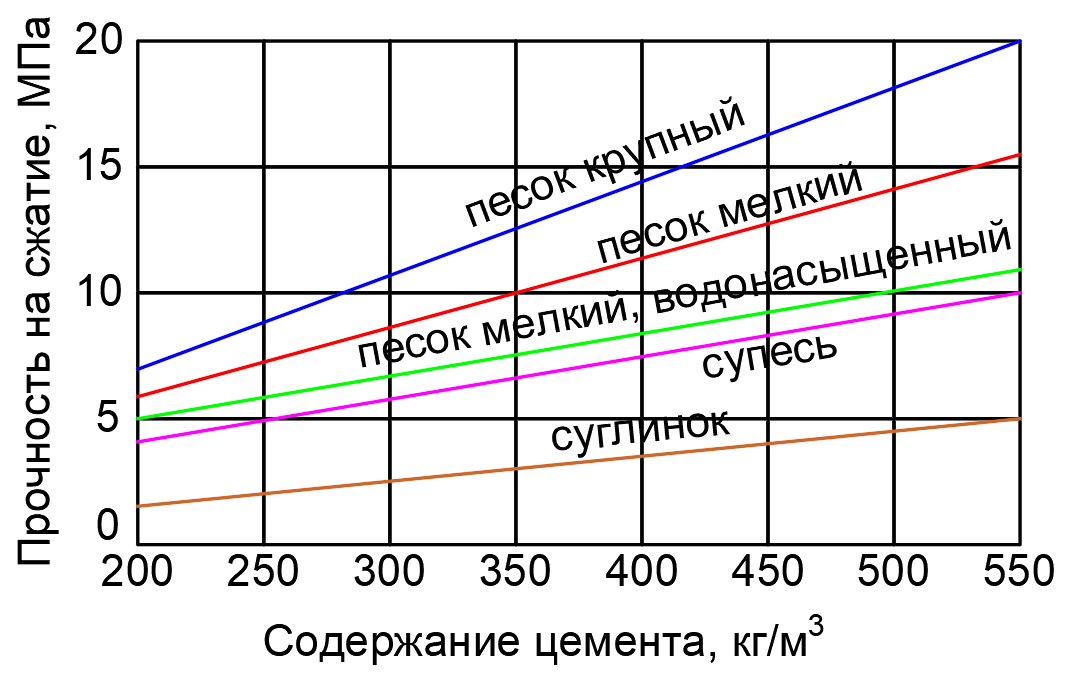 Прочность на сжатие, МПа
20
15
10
5
0
песок крупный
песок мелкий
песок мелкий, водонасыщенный
супесь
суглинок
200 250 300 350 400 450 500 550
Содержание цемента, кг/м³